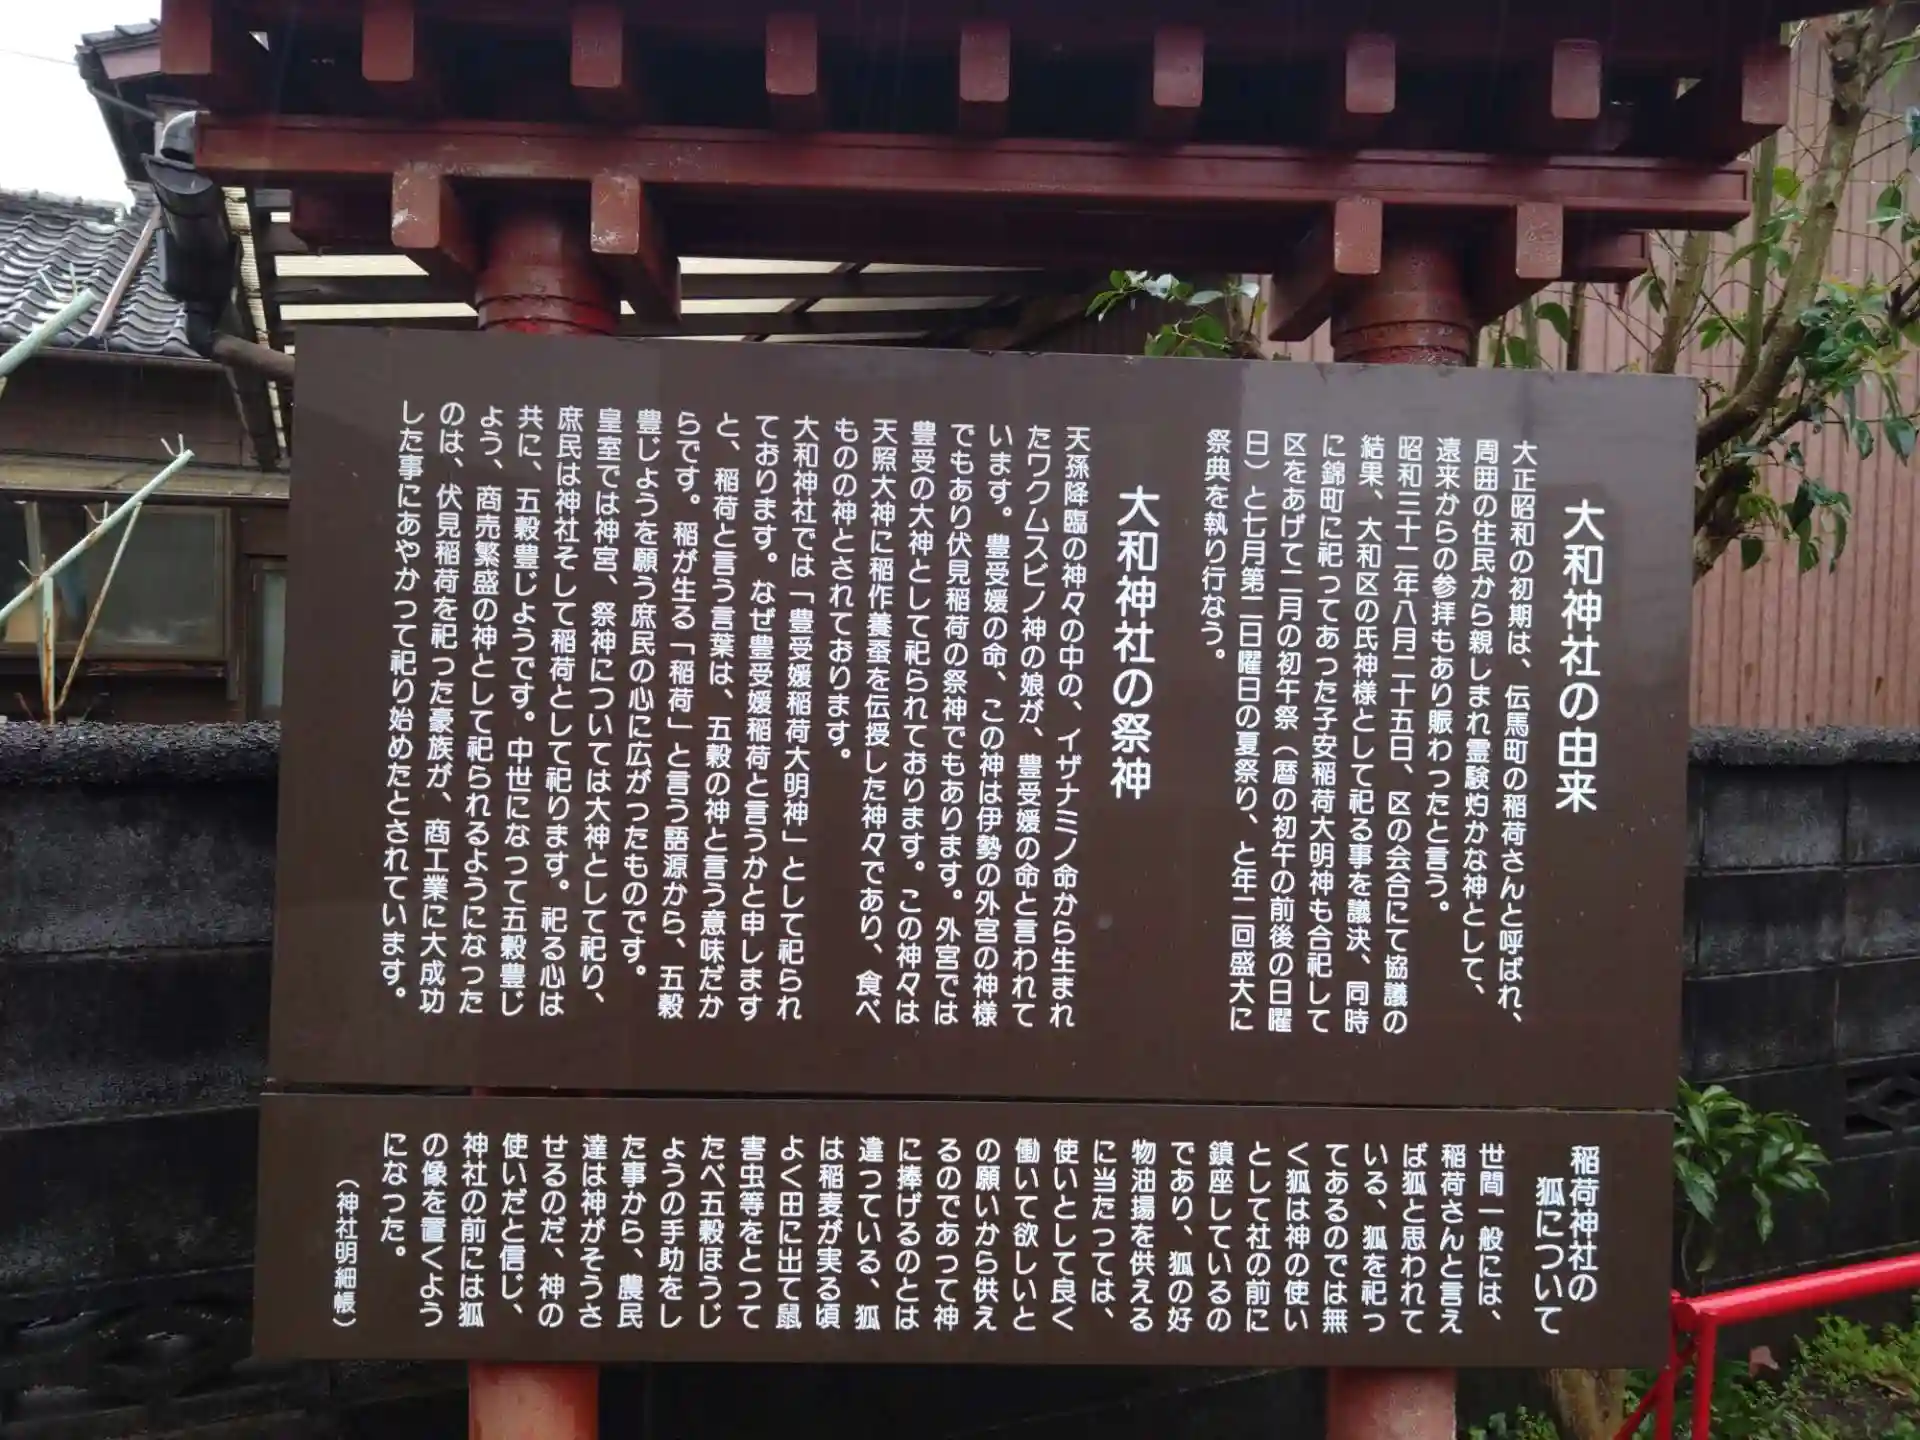 大和神社の由来
大正昭和の初期は、伝馬町の稲荷さんと呼ばれ、
周囲の住民から親しまれ霊験灼かな神として、
遠来からの参拝もあり賑わったと言う。
昭和三十二年八月二十五日、区の会合にて協議の
結果、大和区の氏神様として祀る事を議決、同時
に錦町に祀ってあった子安稲荷大明神も合祀して
区をあげて二月の初午祭（暦の初午の前後の日曜
日）と七月第二日曜日の夏祭り、と年二回盛大に
祭典を執り行なう。
大和神社の祭神
天孫降臨の神々の中の、イザナミノ命から生まれ
たワクムスビノ神の娘が、豊受媛の命と言われて
います。豊受媛の命、この神は伊勢の外宮の神様
でもあり伏見稲荷の祭神でもあります。外宮では
豊受の大神として祀られております。この神々は
天照大神に稲作養蚕を伝授した神々であり、食べ
ものの神とされております。
大和神社では「豊受媛稲荷大明神」として祀られ
ております。なぜ豊受媛稲荷と言うかと申します
と、稲荷と言う言葉は、五穀の神と言う意味だか
らです。稲が生る「稲荷」と言う語源から、五穀
豊じようを願う庶民の心に広がつたものです。
皇室では神宮、祭神については大神として祀り、
庶民は神社そして稲荷として祀ります。祀る心は
共に、五穀豊じようです。中世になって五穀豊じ
よう、商売繁盛の神として祀られるようになった
のは、伏見稲荷を祀った豪族が、商工業に大成功
した事にあやかって祀り始めたとされています。
稲荷神社の
狐について
世間一般には、
稲荷さんと言え
ば狐と思われて
いる、狐を祀っ
てあるのでは無
く狐は神の使い
として社の前に
鎮座しているの
であり、狐の好
物油揚を供える
に当たっては、
使いとして良く
働いて欲しいと
の願いから供え
るのであって神
に捧げるのとは
違っている、狐
は稲麦が実る頃
よく田に出て鼠
害虫等をとって
たべ五穀ほうじ
ようの手助をし
た事から、農民
達は神がそうさ
せるのだ、神の
使いだと信じ、
神社の前には狐
の像を置くよう
になった。
（神社明細帳）